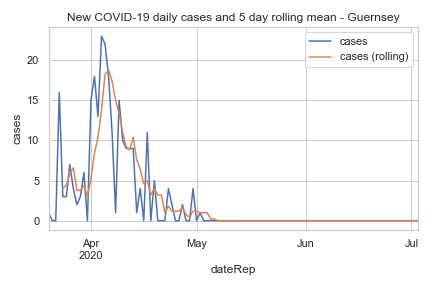 New COVID-19 daily cases and 5 day rolling mean - Guernsey
cases
cases (rolling)
20
15
10
5
0
cases
Apr
2020
May
Jun
Jul
dateRep